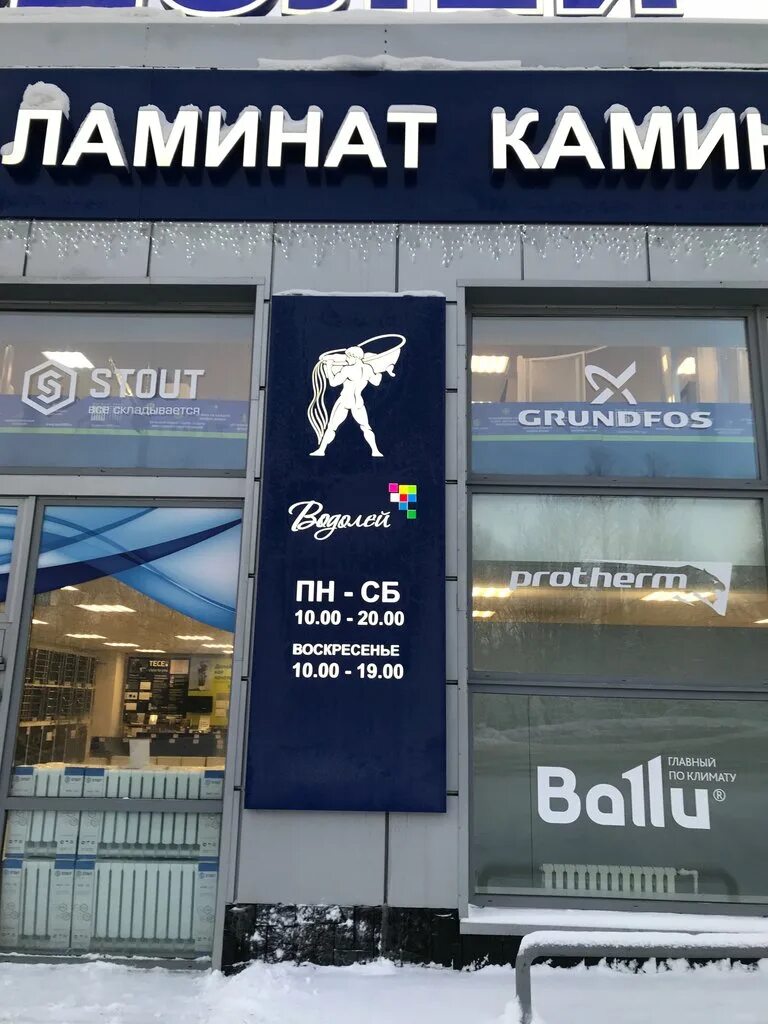 ЛАМИНАТ КАМИН
STOUT
все складывается
GRUNDFOS
Водолей
ПН - СБ
10.00 - 20.00
ВОСКРЕСЕНЬЕ
10.00 - 19.00
protherm
TECE
Ballu®
ГЛАВНЫЙ
ПО КЛИМАТУ